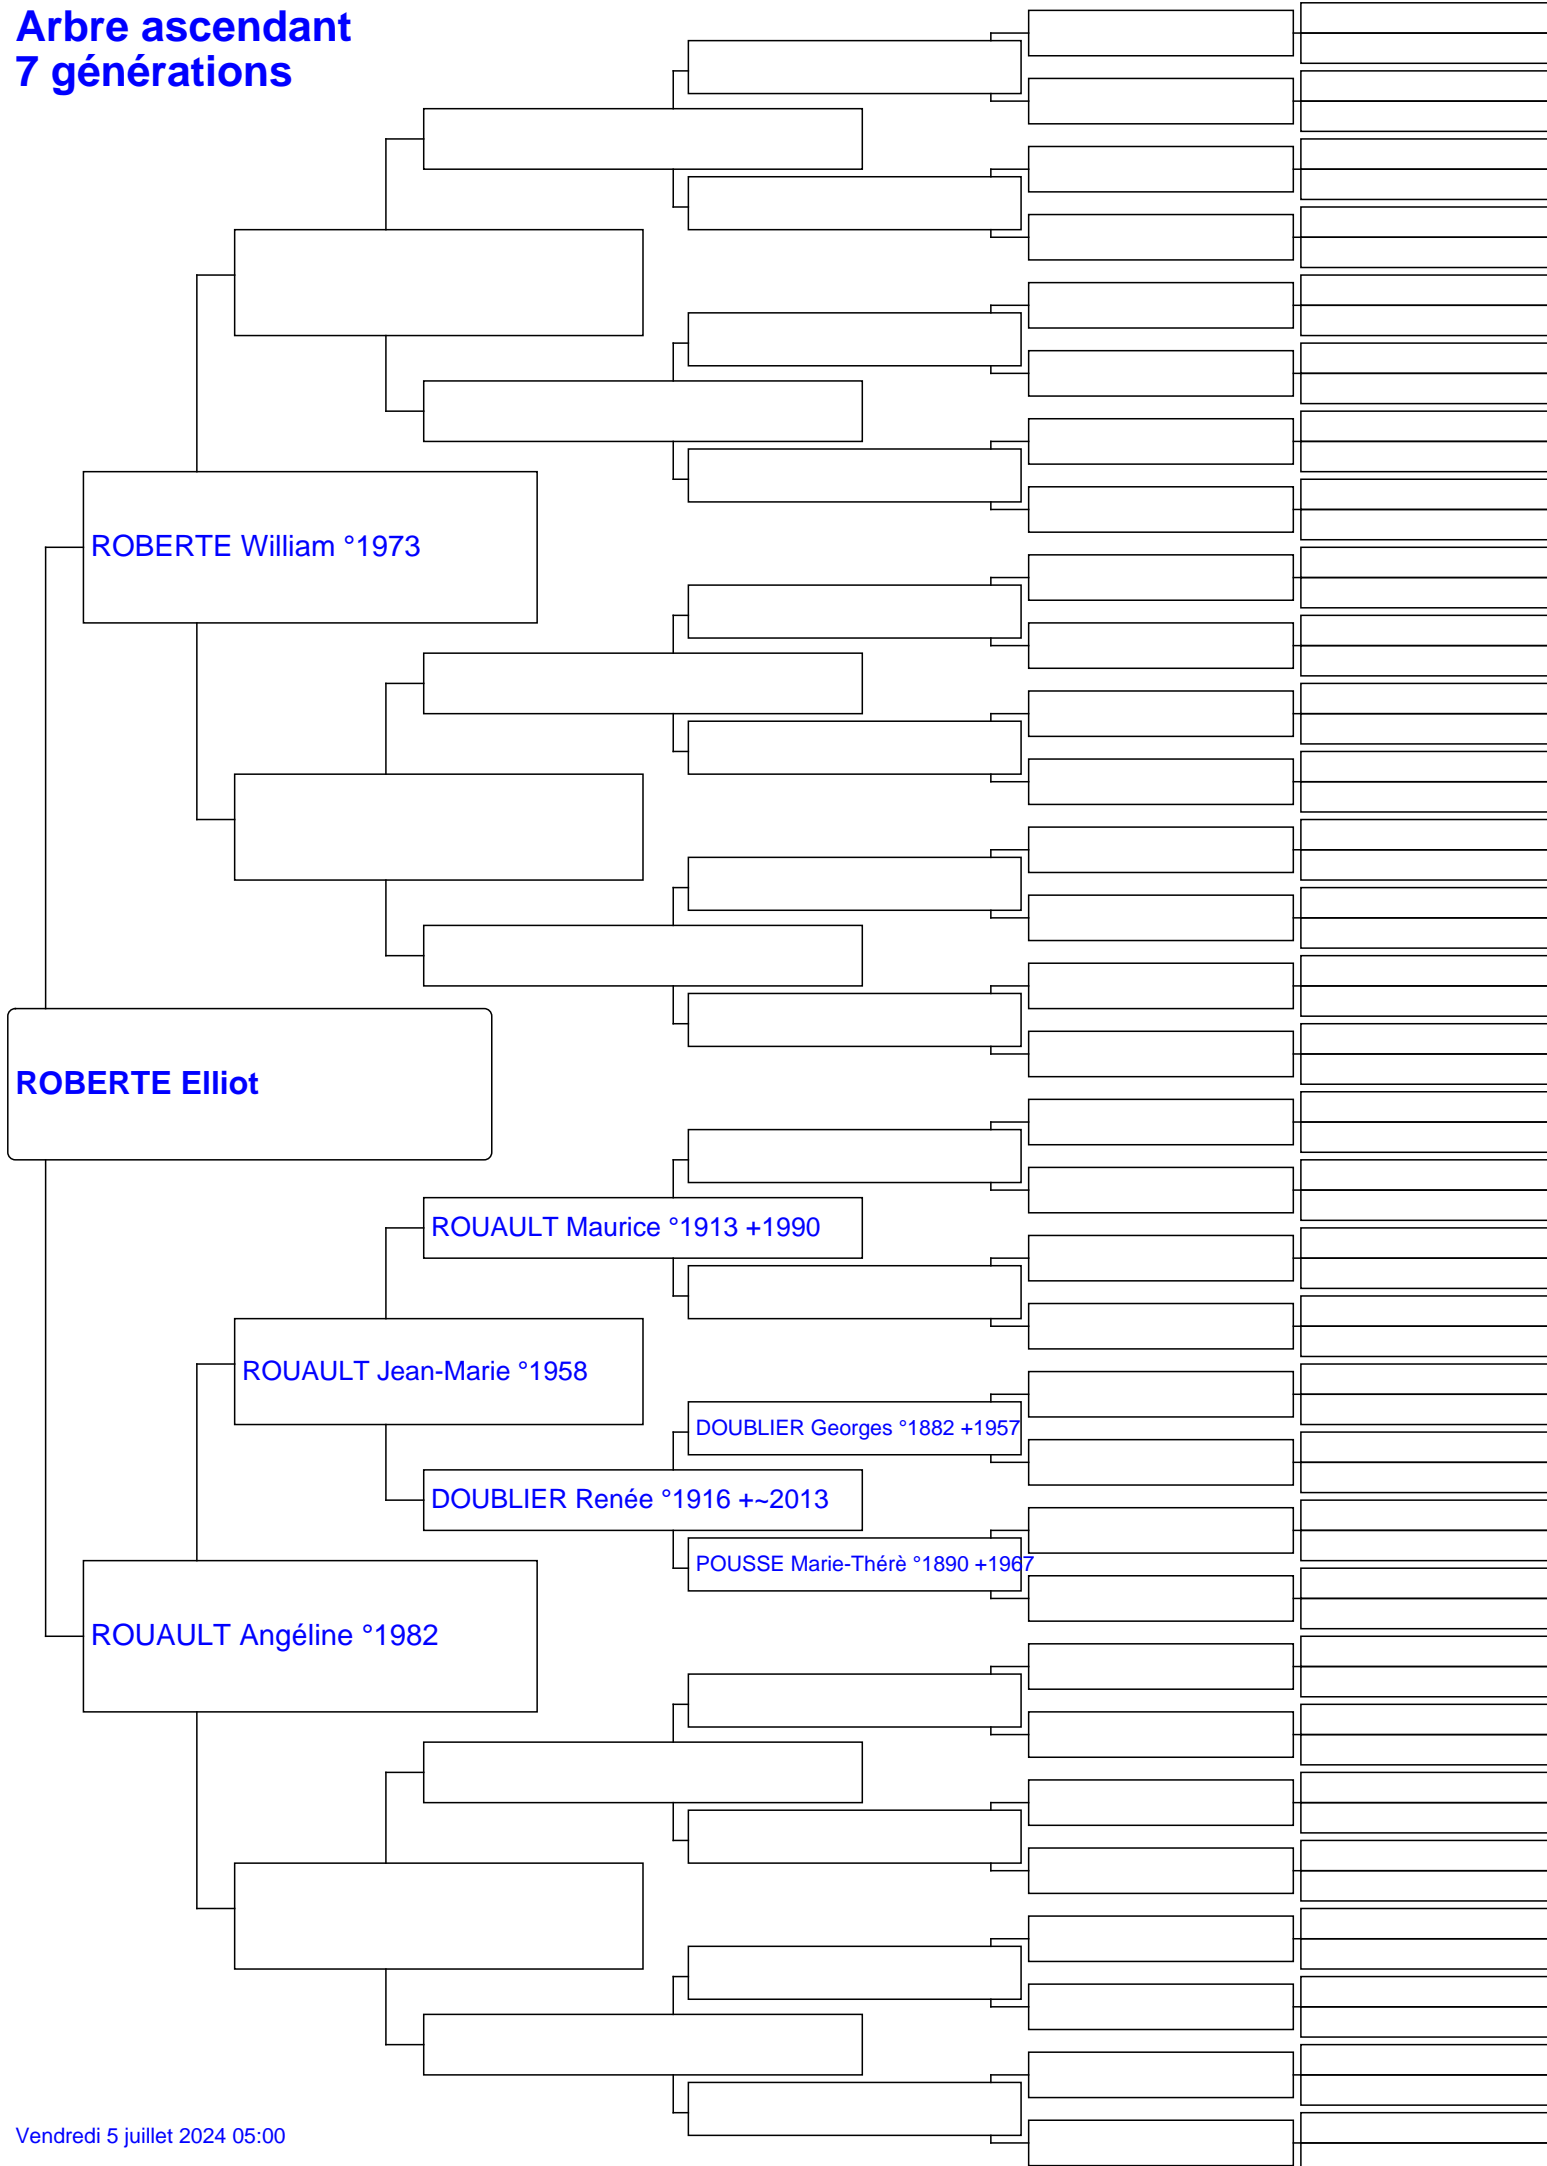 Arbre ascendant
7 générations
ROBERTE William °1973
ROBERTE Elliot
ROUAULT Maurice °1913 +1990
ROUAULT Jean-Marie °1958
DOUBLIER Georges °1882 +1957
DOUBLIER Renée °1916 +~2013
POUSSE Marie-Thérè °1890 +1967
ROUAULT Angéline °1982
Vendredi 5 juillet 2024 05:00